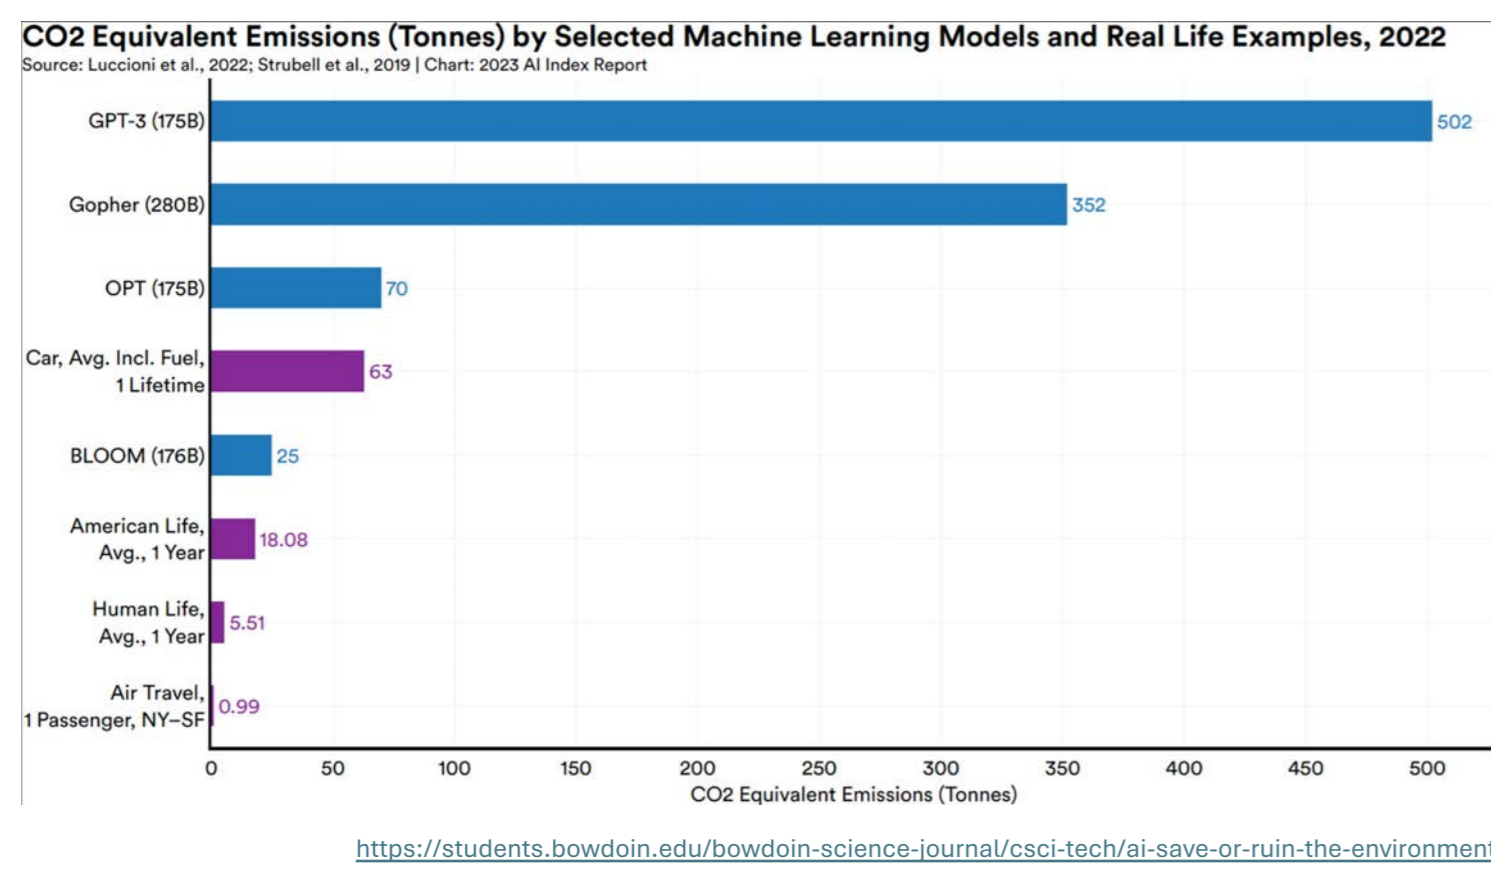 CO2 Equivalent Emissions (Tonnes) by Selected Machine Learning Models and Real Life Examples, 2022
Source: Luccioni et al., 2022; Strubell et al., 2019 | Chart: 2023 AI Index Report
GPT-3 (175B) 502
Gopher (280B) 352
OPT (175B) 70
Car, Avg. Incl. Fuel,
1 Lifetime 63
BLOOM (176B) 25
American Life,
Avg., 1 Year 18.08
Human Life,
Avg., 1 Year 5.51
Air Travel,
1 Passenger, NY–SF 0.99
0 50 100 150 200 250 300 350 400 450 500
CO2 Equivalent Emissions (Tonnes)
https://students.bowdoin.edu/bowdoin-science-journal/csci-tech/ai-save-or-ruin-the-environment